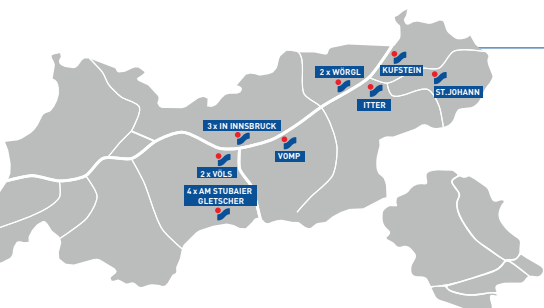 KUFSTEIN
2 x WÖRGL
ST.JOHANN
ITTER
3 x IN INNSBRUCK
VOMP
2 x VÖLS
4 x AM STUBAIER
GLETSCHER